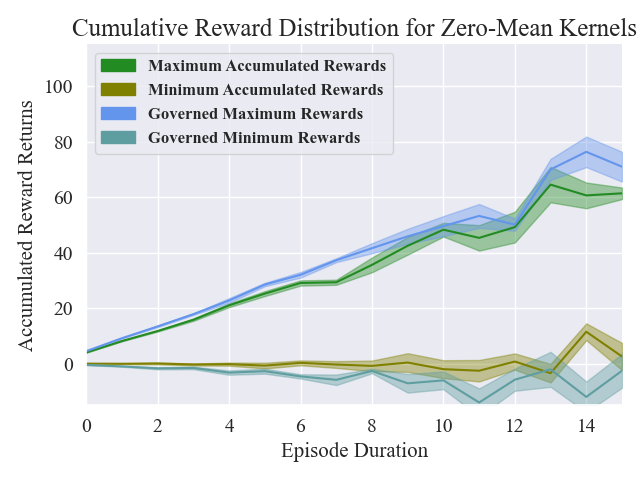 Cumulative Reward Distribution for Zero-Mean Kernels
Maximum Accumulated Rewards
Minimum Accumulated Rewards
Governed Maximum Rewards
Governed Minimum Rewards
Accumulated Reward Returns
100
80
60
40
20
0
0 2 4 6 8 10 12 14
Episode Duration